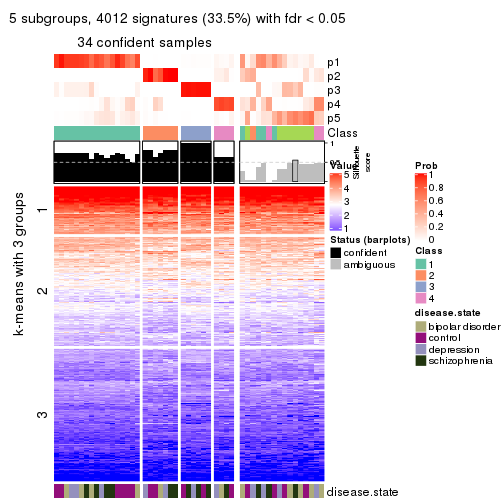 5 subgroups, 4012 signatures (33.5%) with fdr < 0.05
34 confident samples
p1
p2
p3
p4
p5
Class
1
0
Silhouette
score
k-means with 3 groups
1
2
3
disease.state
Value
5
4
3
2
1
Status (barplots)
confident
ambiguous
Prob
1
0.8
0.6
0.4
0.2
0
Class
1
2
3
4
disease.state
bipolar disorder
control
depression
schizophrenia